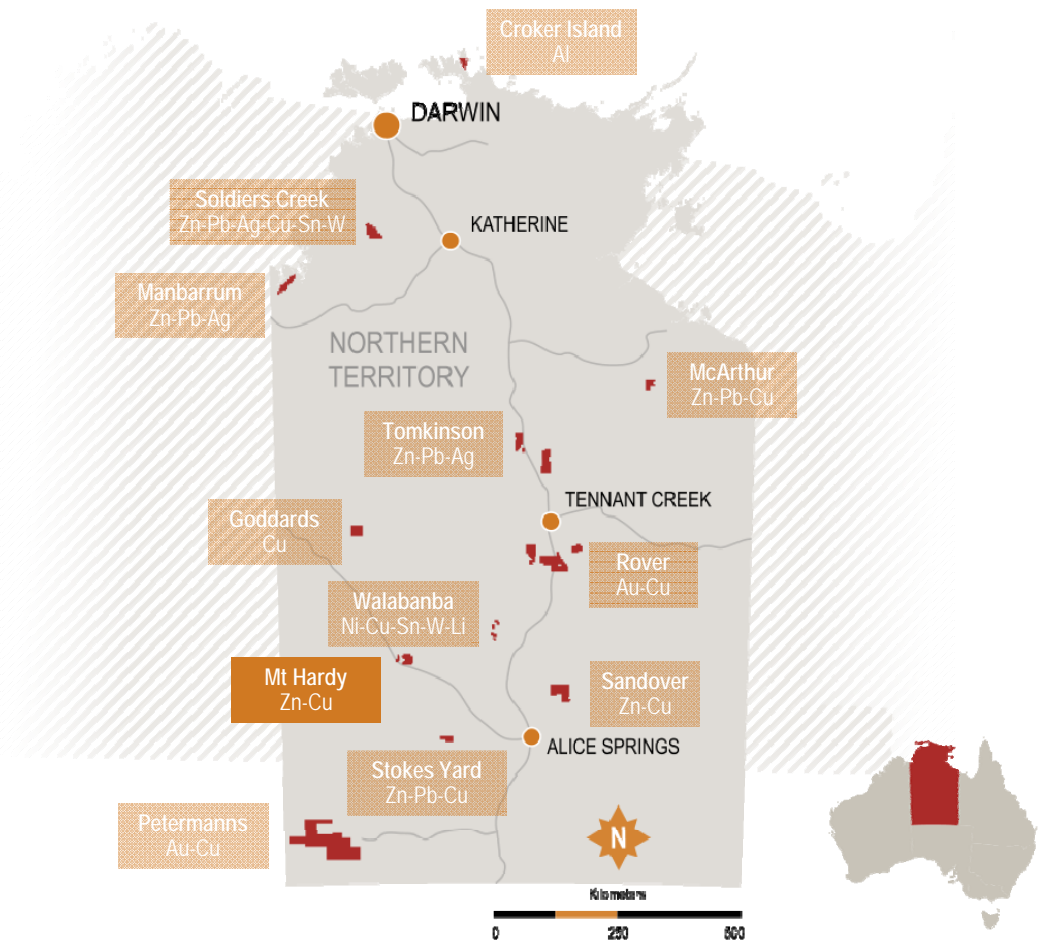 Croker Island
Al
DARWIN
Soldiers Creek
Zn-Pb-Ag-Cu-Sn-W
KATHERINE
Manbarrum
Zn-Pb-Ag
NORTHERN
TERRITORY
McArthur
Zn-Pb-Cu
Tomkinson
Zn-Pb-Ag
TENNANT CREEK
Goddards
Cu
Rover
Au-Cu
Walabanba
Ni-Cu-Sn-W-Li
Mt Hardy
Zn-Cu
Sandover
Zn-Cu
ALICE SPRINGS
Stokes Yard
Zn-Pb-Cu
Petermanns
Au-Cu
N
Kilometers
0 250 500